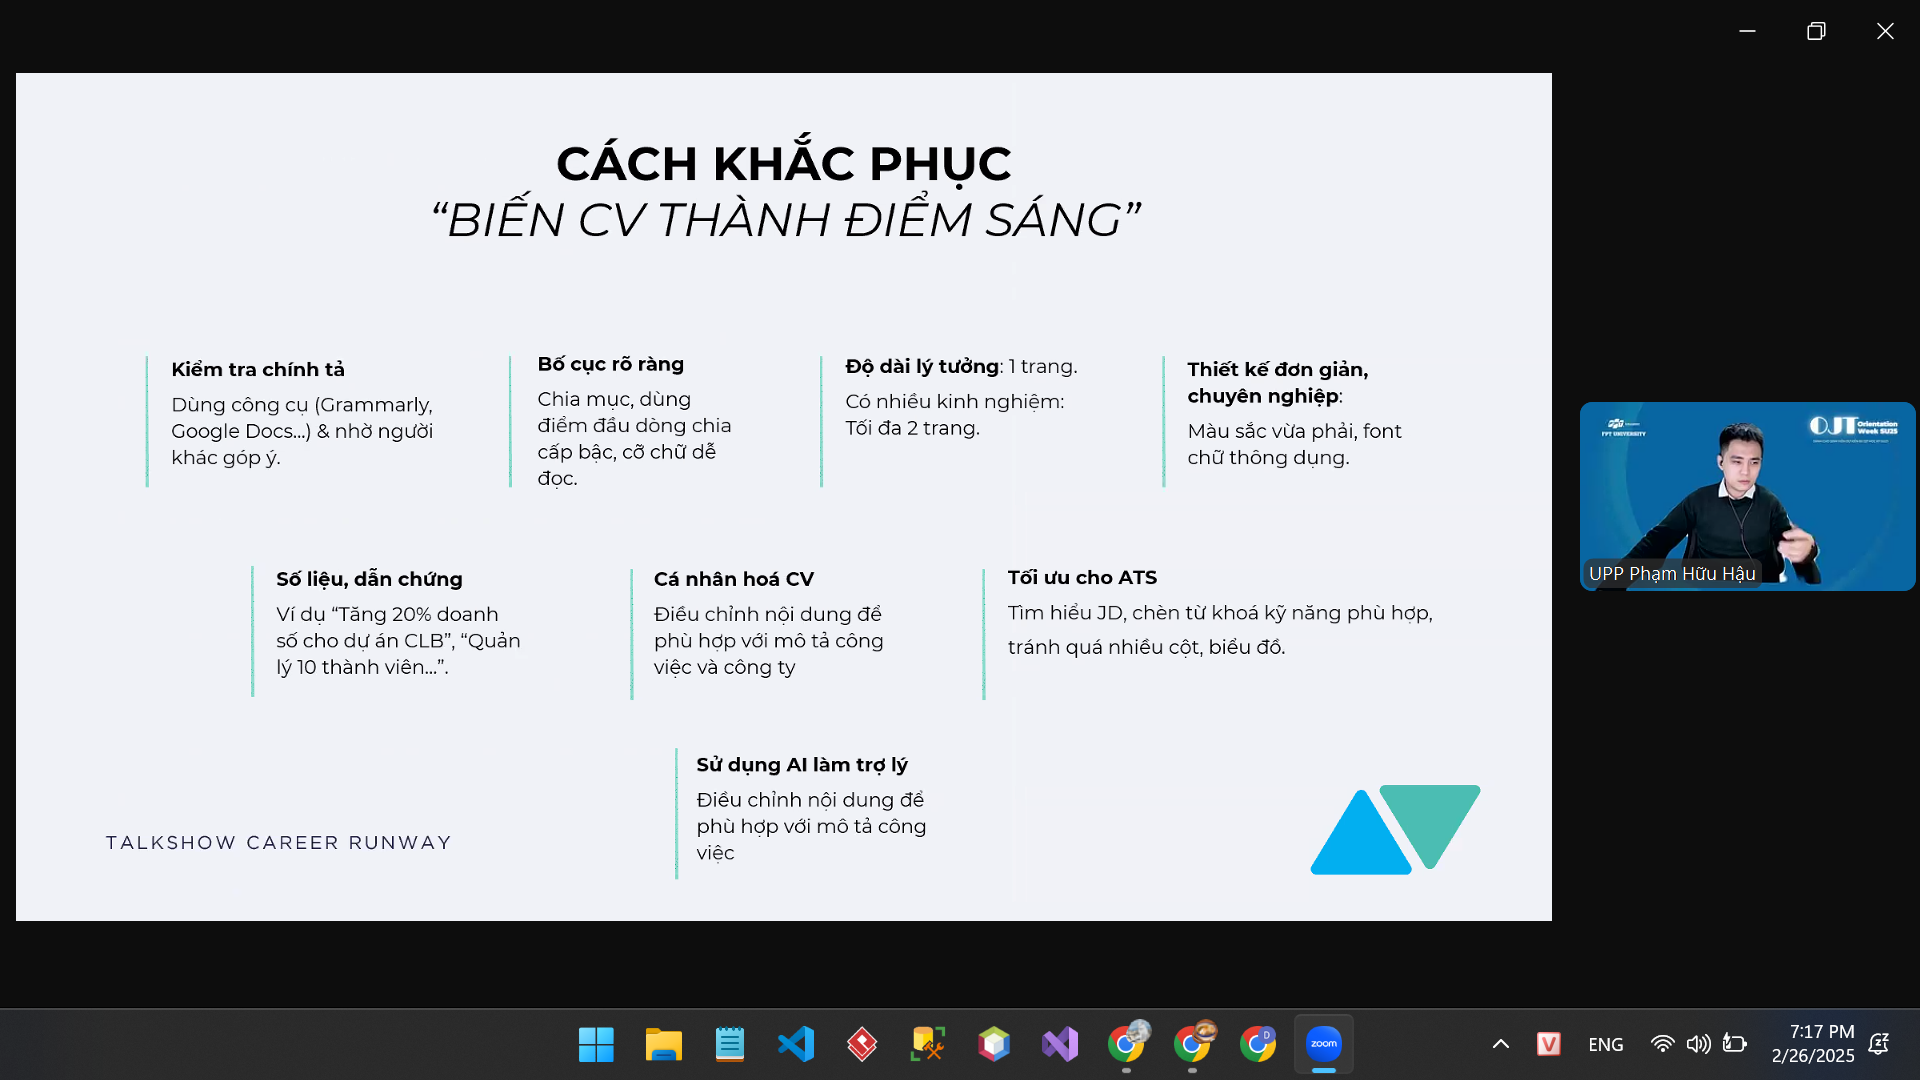 CÁCH KHẮC PHỤC
“BIẾN CV THÀNH ĐIỂM SÁNG”
Kiểm tra chính tả
Dùng công cụ (Grammarly,
Google Docs...) & nhờ người
khác góp ý.
Bố cục rõ ràng
Chia mục, dùng
điểm đầu dòng chia
cấp bậc, cỡ chữ dễ
đọc.
Độ dài lý tưởng: 1 trang.
Có nhiều kinh nghiệm:
Tối đa 2 trang.
Thiết kế đơn giản,
chuyên nghiệp:
Màu sắc vừa phải, font
chữ thông dụng.
Số liệu, dẫn chứng
Ví dụ “Tăng 20% doanh
số cho dự án CLB”, “Quản
lý 10 thành viên...”.
Cá nhân hoá CV
Điều chỉnh nội dung để
phù hợp với mô tả công
việc và công ty
Tối ưu cho ATS
Tìm hiểu JD, chèn từ khoá kỹ năng phù hợp,
tránh quá nhiều cột, biểu đồ.
Sử dụng AI làm trợ lý
Điều chỉnh nội dung để
phù hợp với mô tả công
việc
TALKSHOW CAREER RUNWAY
FPT UNIVERSITY
OJT Orientation
Week SU25
UPP Phạm Hữu Hậu
D
zoom
V
ENG
7:17 PM
2/26/2025